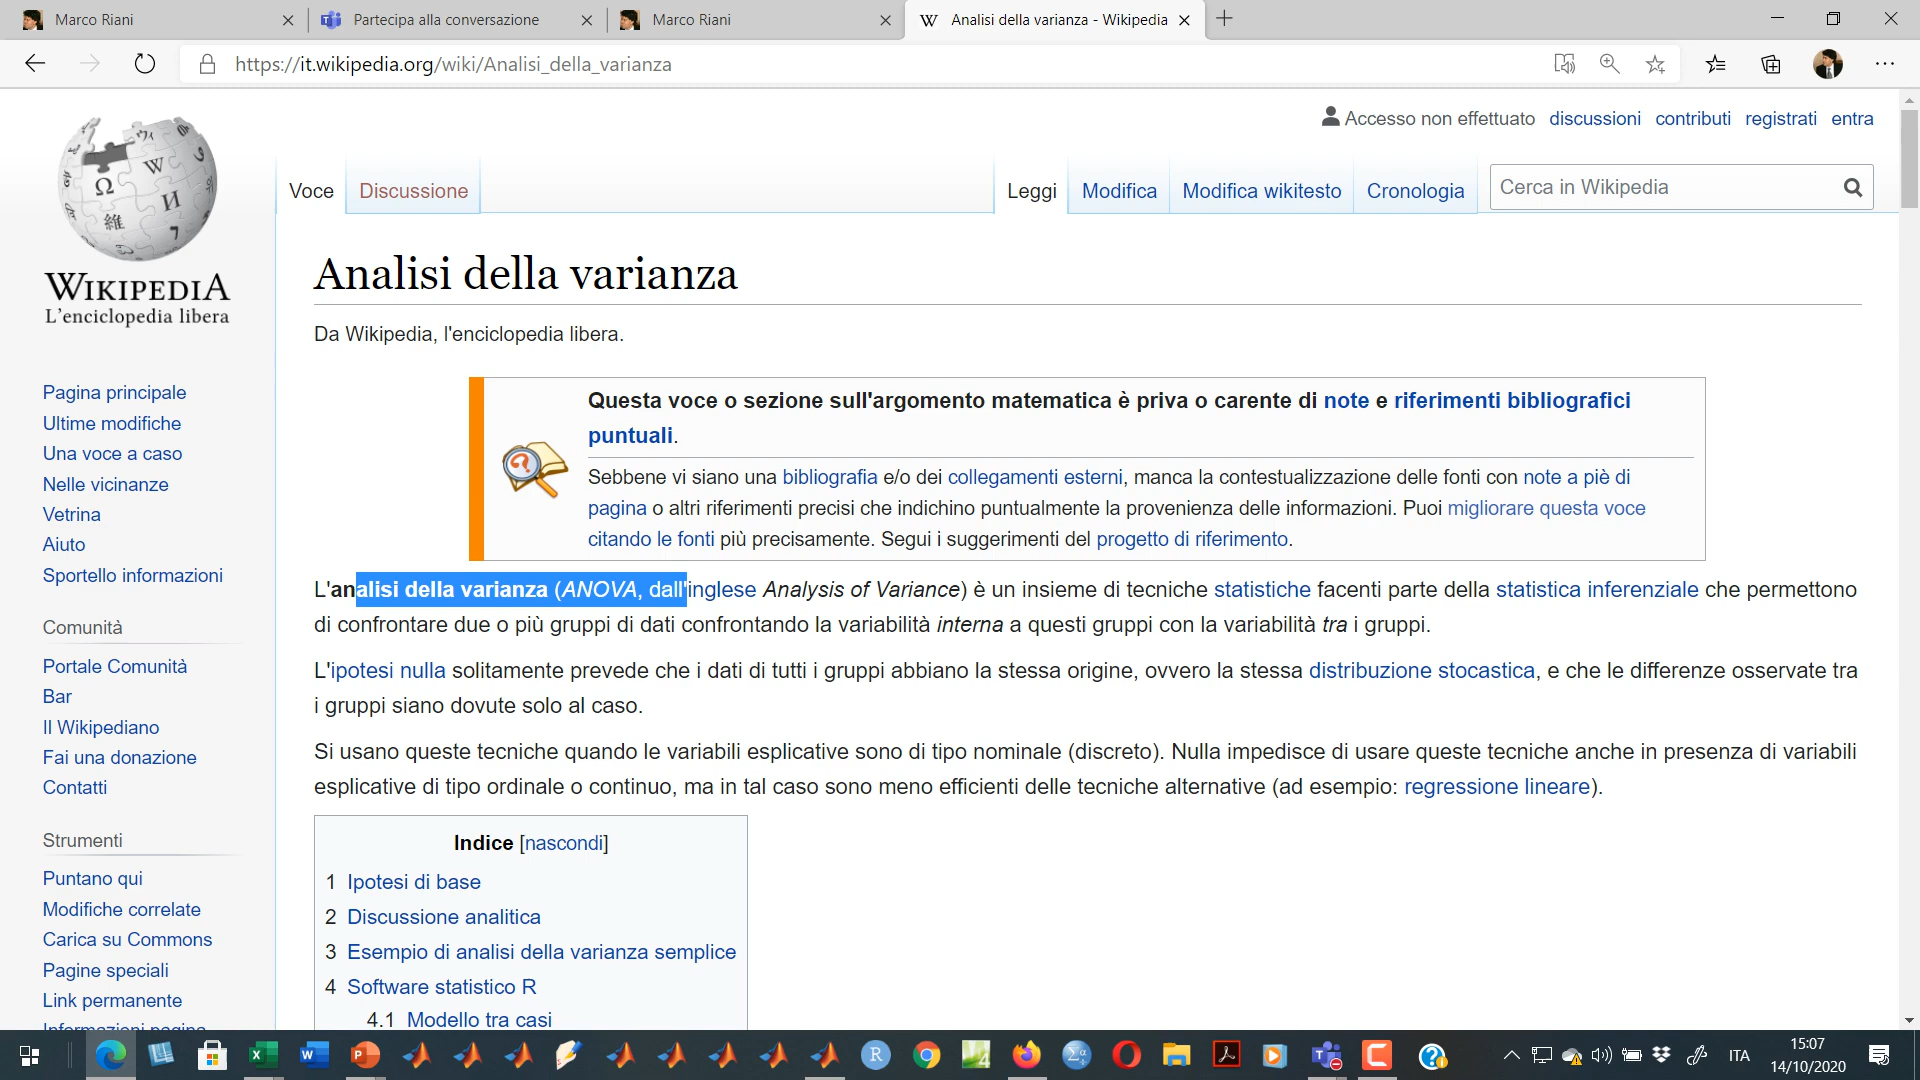 Marco Riani
Partecipa alla conversazione
Marco Riani
Analisi della varianza - Wikipedia
https://it.wikipedia.org/wiki/Analisi_della_varianza
Accesso non effettuato discussioni contributi registrati entra
Voce Discussione Leggi Modifica Modifica wikitesto Cronologia Cerca in Wikipedia
WIKIPEDIA
L'enciclopedia libera
Pagina principale
Ultime modifiche
Una voce a caso
Nelle vicinanze
Vetrina
Aiuto
Sportello informazioni
Comunità
Portale Comunità
Bar
Il Wikipediano
Fai una donazione
Contatti
Strumenti
Puntano qui
Modifiche correlate
Carica su Commons
Pagine speciali
Link permanente
Informazioni pagina
Analisi della varianza
Da Wikipedia, l'enciclopedia libera.
Questa voce o sezione sull'argomento matematica è priva o carente di note e riferimenti bibliografici
puntuali.
Sebbene vi siano una bibliografia e/o dei collegamenti esterni, manca la contestualizzazione delle fonti con note a piè di
pagina o altri riferimenti precisi che indichino puntualmente la provenienza delle informazioni. Puoi migliorare questa voce
citando le fonti più precisamente. Segui i suggerimenti del progetto di riferimento.
L'analisi della varianza (ANOVA, dall'inglese Analysis of Variance) è un insieme di tecniche statistiche facenti parte della statistica inferenziale che permettono
di confrontare due o più gruppi di dati confrontando la variabilità interna a questi gruppi con la variabilità tra i gruppi.
L'ipotesi nulla solitamente prevede che i dati di tutti i gruppi abbiano la stessa origine, ovvero la stessa distribuzione stocastica, e che le differenze osservate tra
i gruppi siano dovute solo al caso.
Si usano queste tecniche quando le variabili esplicative sono di tipo nominale (discreto). Nulla impedisce di usare queste tecniche anche in presenza di variabili
esplicative di tipo ordinale o continuo, ma in tal caso sono meno efficienti delle tecniche alternative (ad esempio: regressione lineare).
Indice [nascondi]
1 Ipotesi di base
2 Discussione analitica
3 Esempio di analisi della varianza semplice
4 Software statistico R
4.1 Modello tra casi
ITA
15:07
14/10/2020